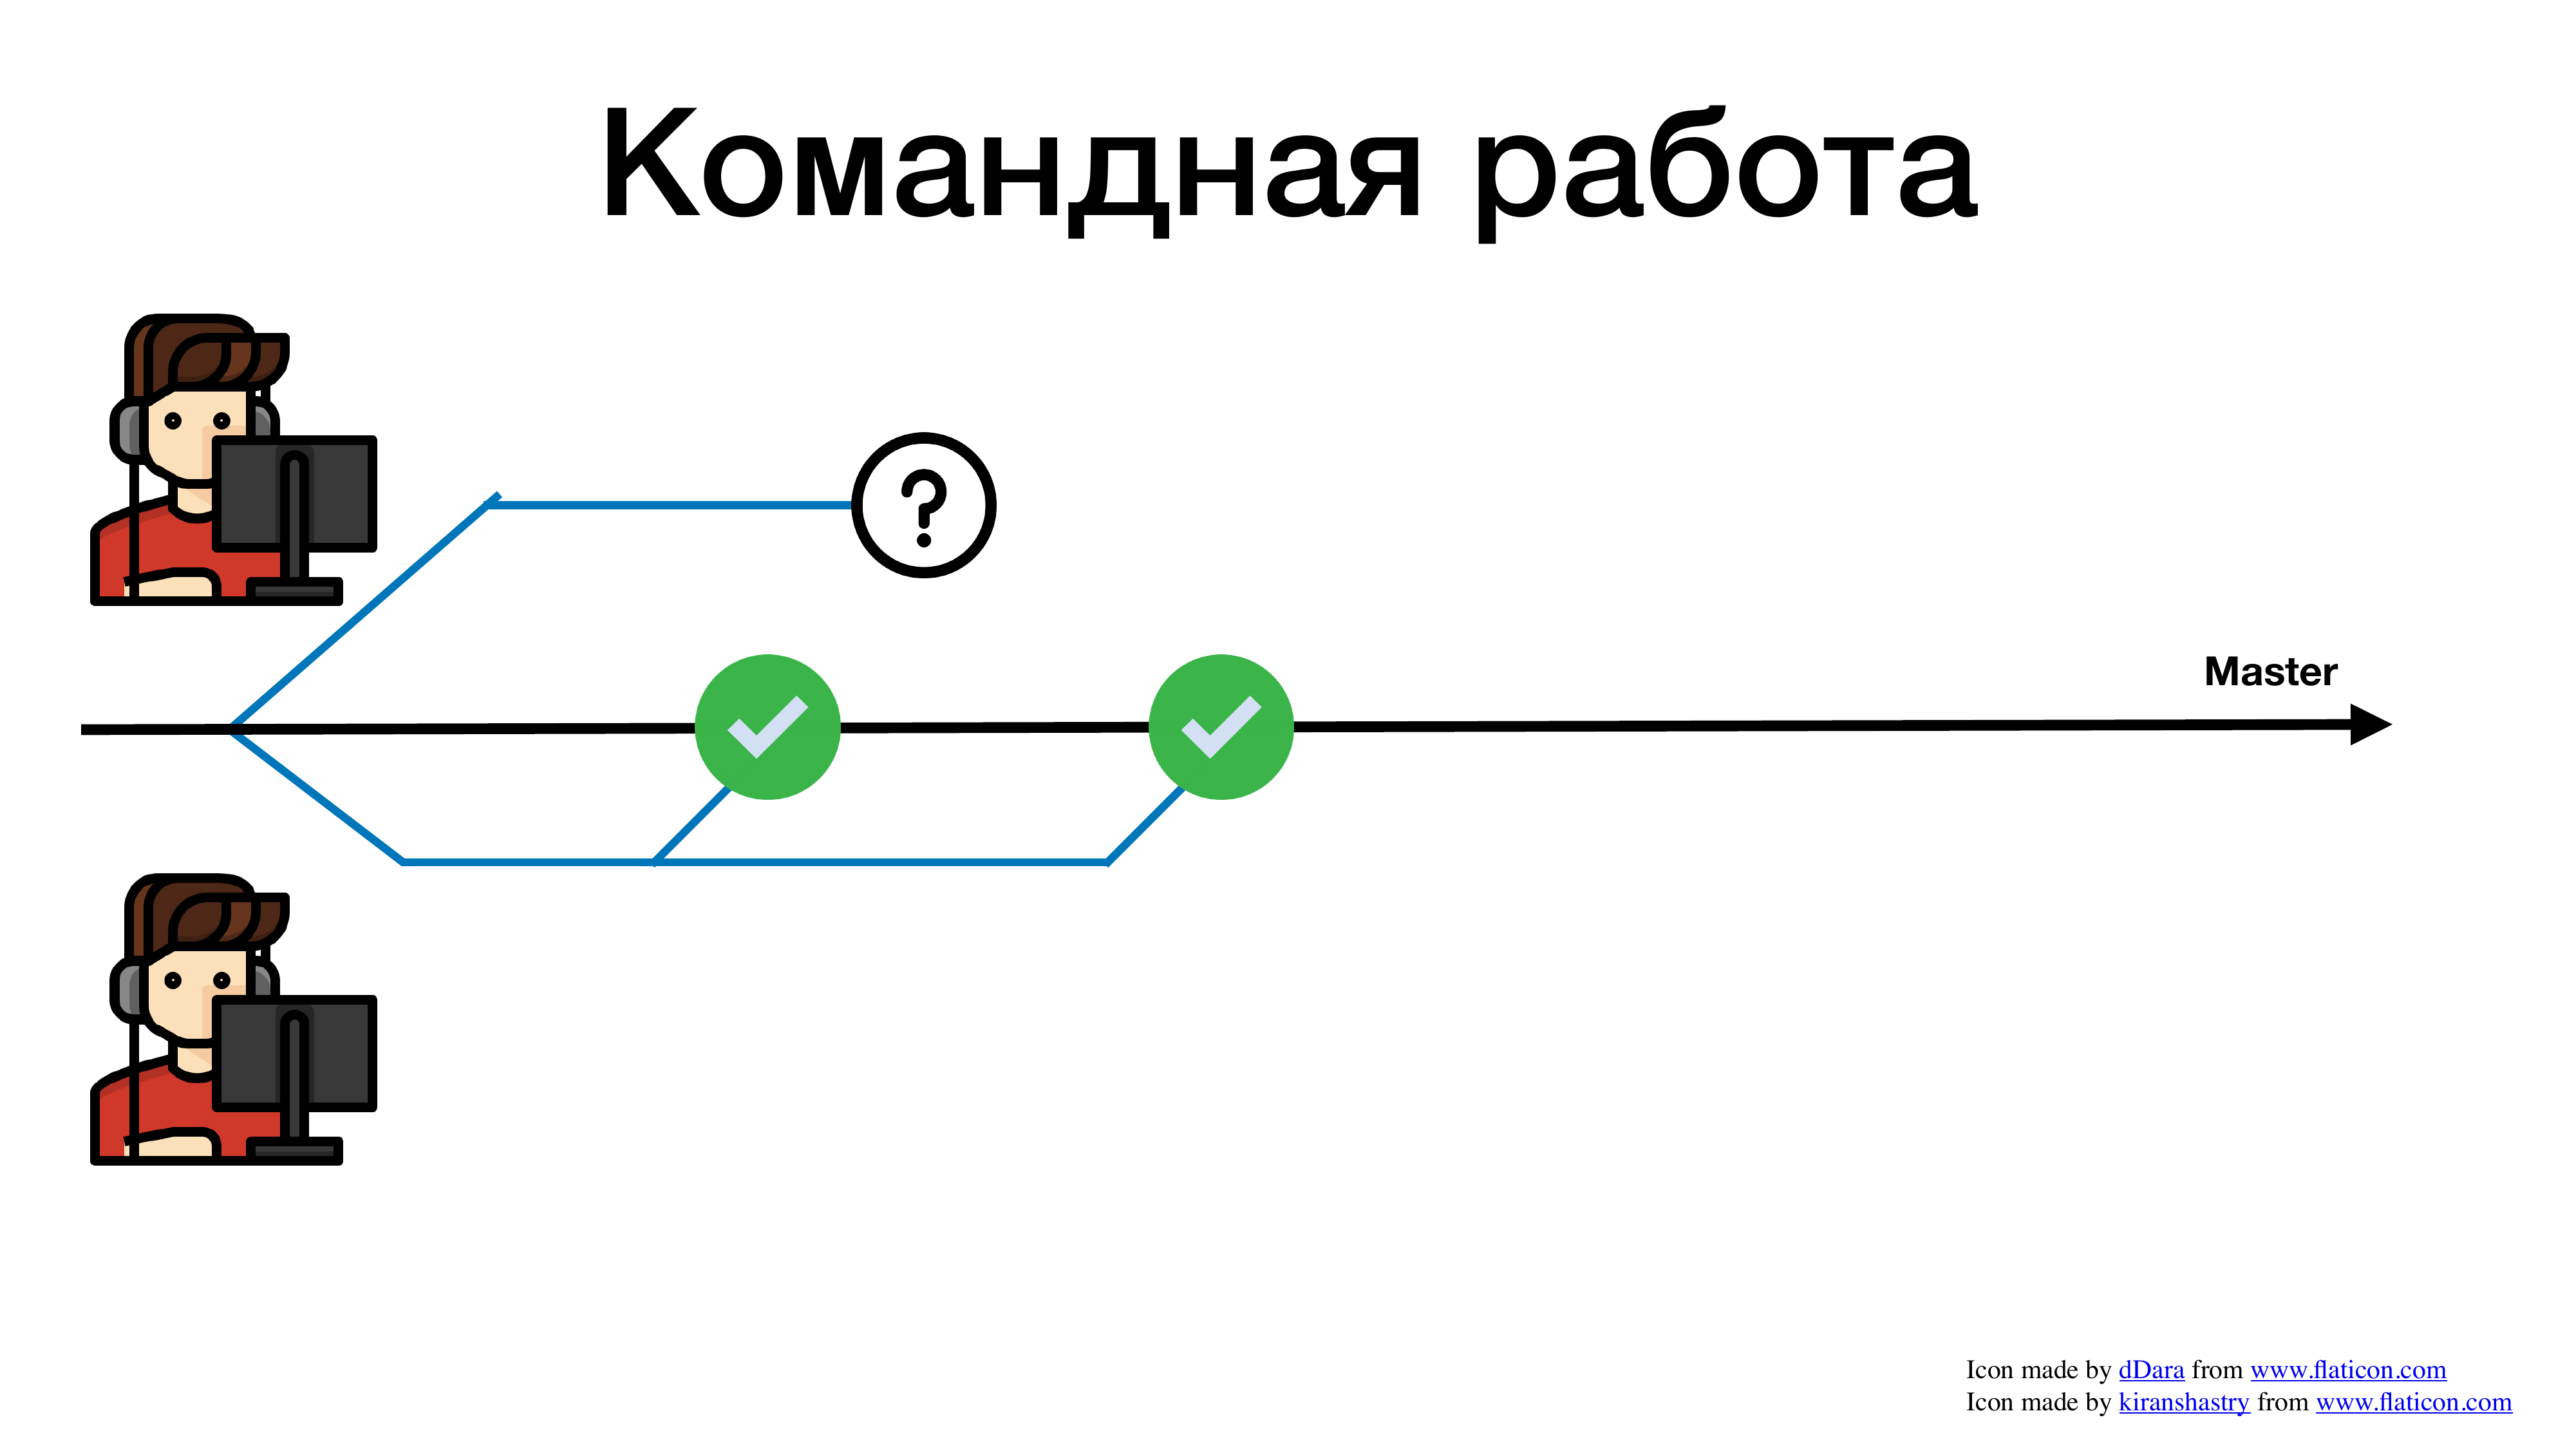 Командная работа
?
Master
Icon made by dDara from www.flaticon.com
Icon made by kiranshastry from www.flaticon.com